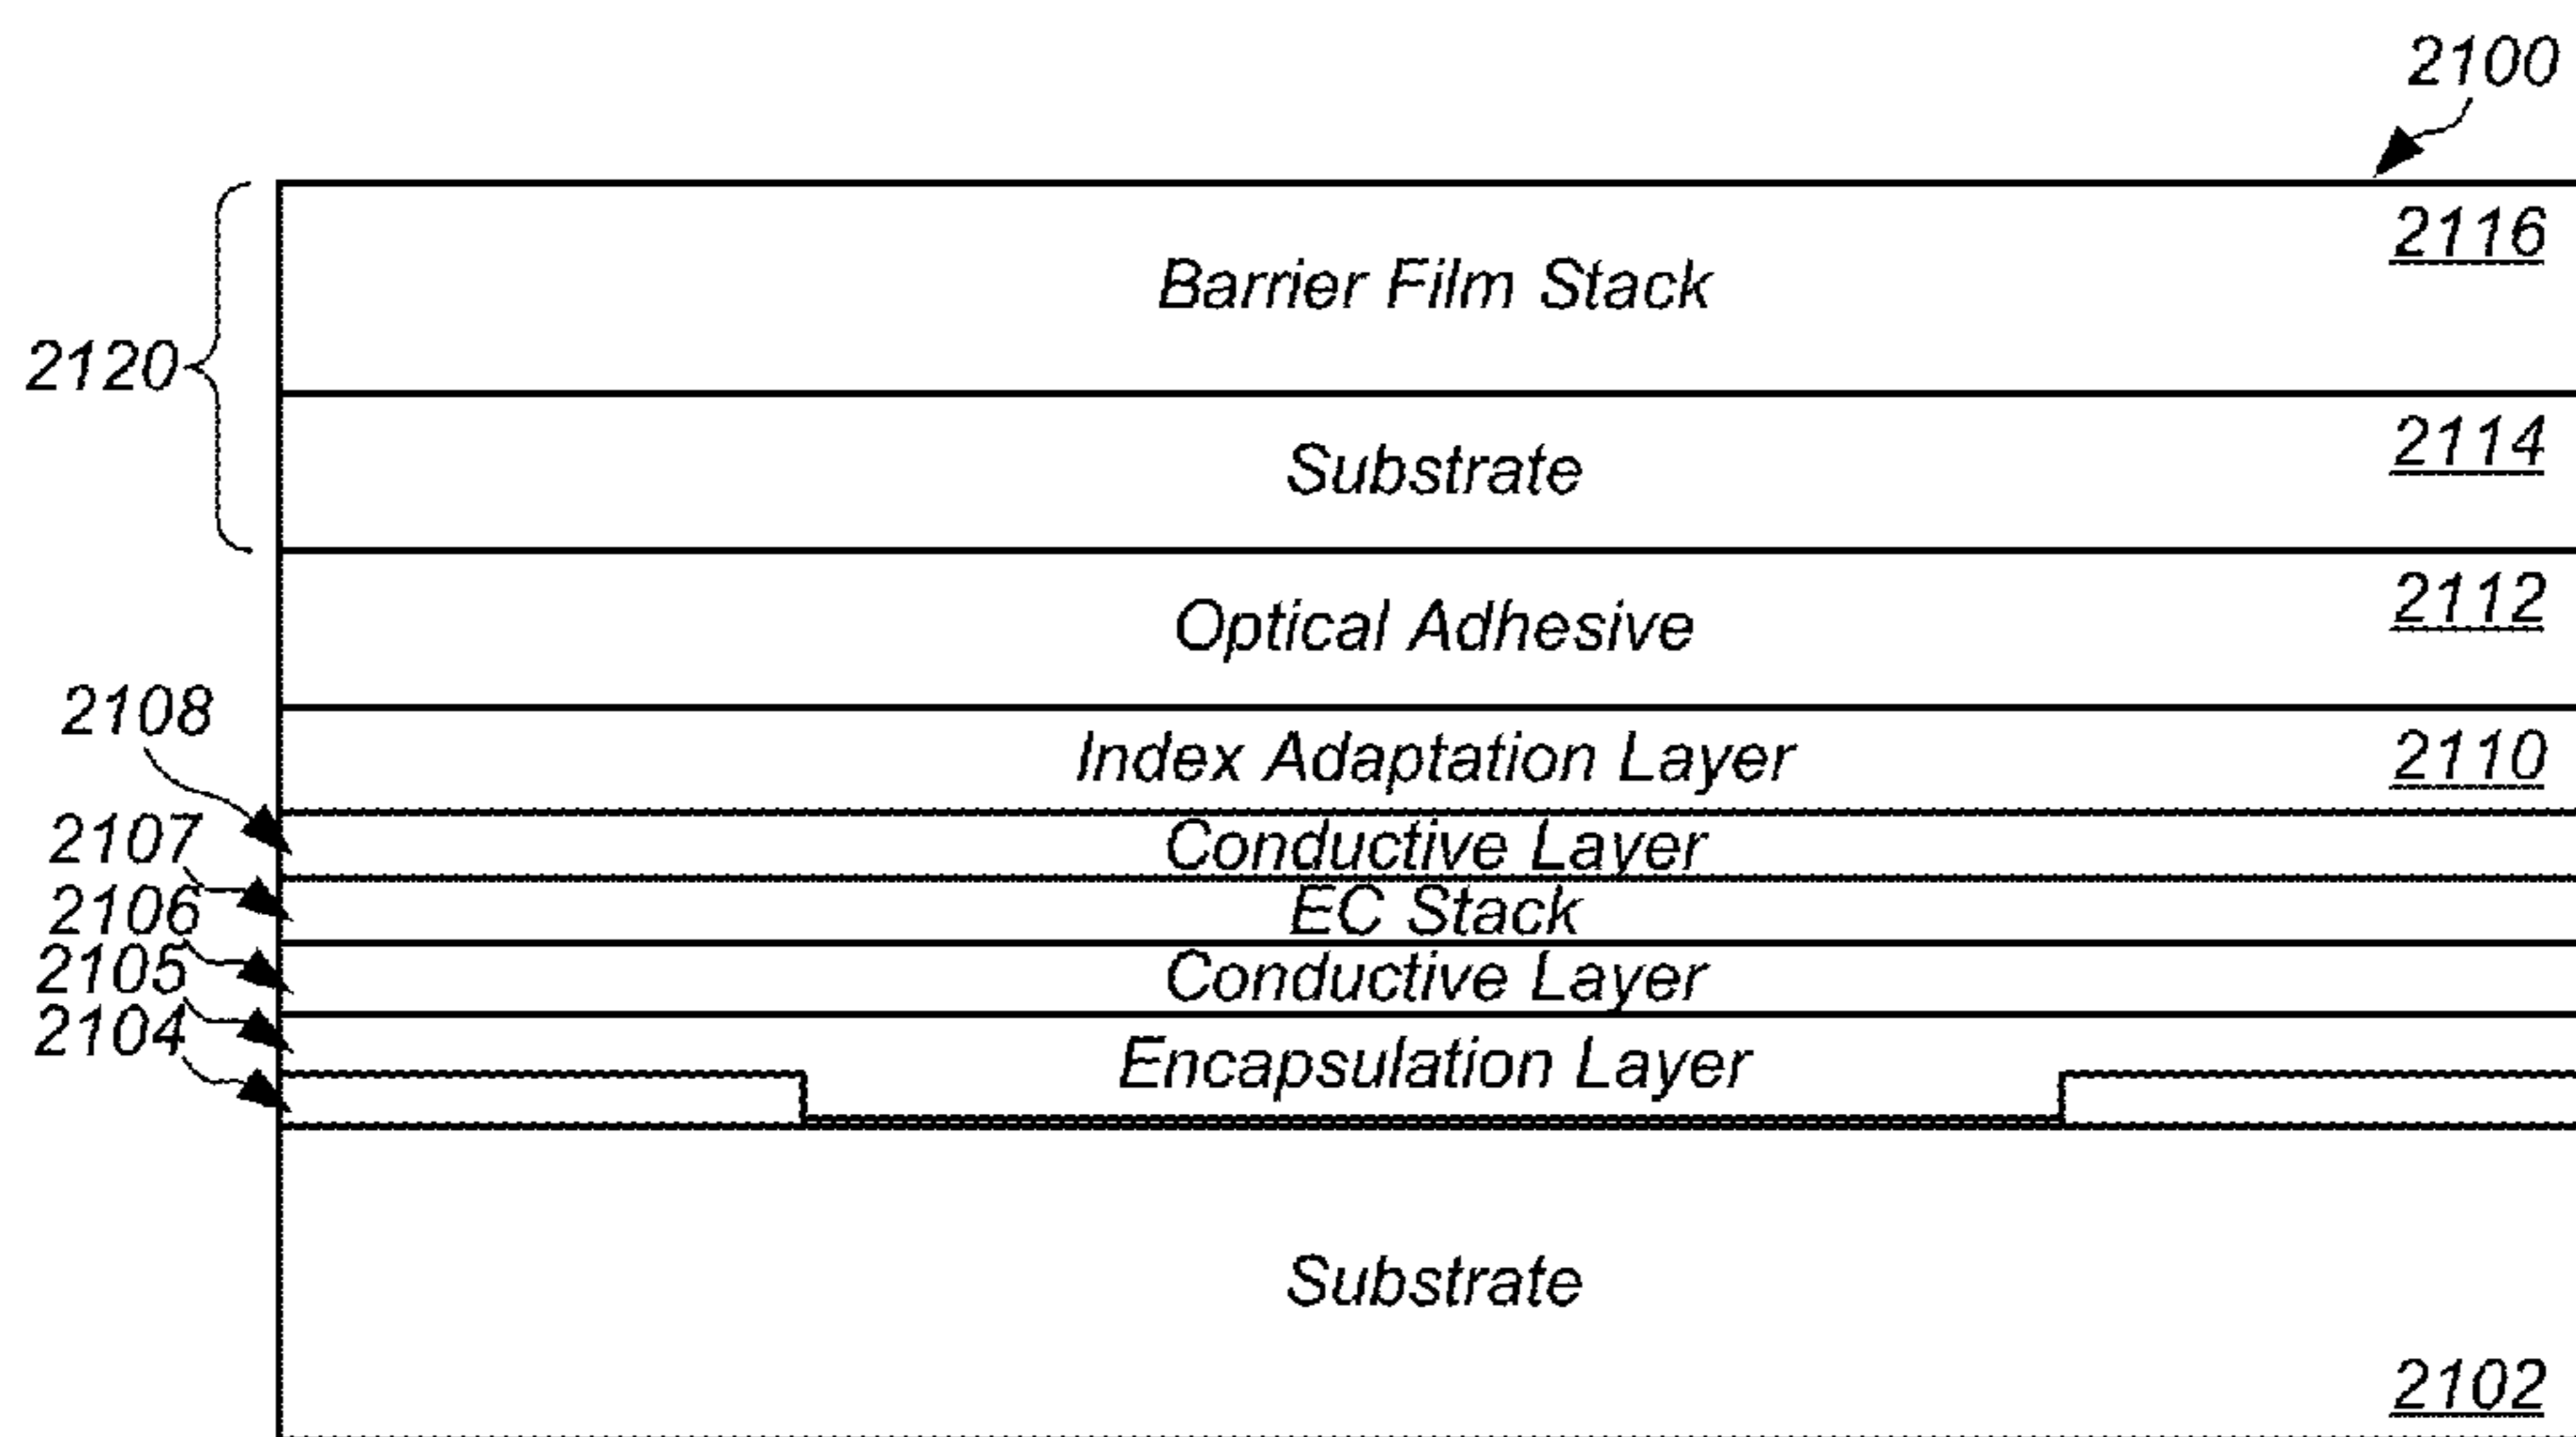 2100
2116
Barrier Film Stack
2120
2114
Substrate
2112
Optical Adhesive
2108
Index Adaptation Layer
2110
2107
Conductive Layer
2106
EC Stack
2105
Conductive Layer
2104
Encapsulation Layer
Substrate
2102